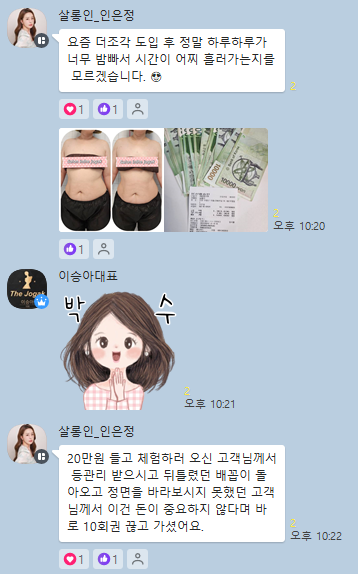 살롱인_인은정
요즘 더조각 도입 후 정말 하루하루가
너무 밤빠서 시간이 어찌 흘러가는지를
모르겠습니다.
2
1
1
10000
2
오후 10:20
1
이승아대표
The Jogak
박
수
2
오후 10:21
살롱인_인은정
20만원 들고 체험하러 오신 고객님께서
등관리 받으시고 뒤틀렸던 배꼽이 돌
아오고 정면을 바라보시지 못했던 고객
님께서 이건 돈이 중요하지 않다며 바
로 10회권 끊고 가셨어요.
2
오후 10:22
1
1